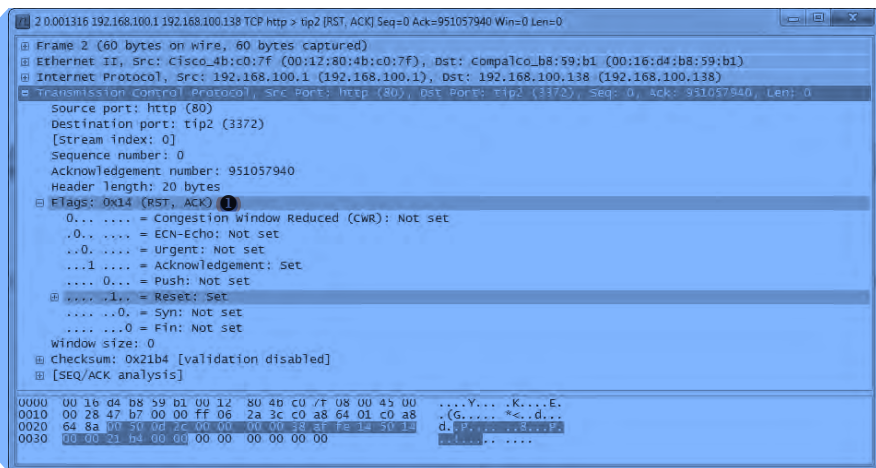 2 0.001316 192.168.100.1 192.168.100.138 TCP http > tip2 [RST, ACK] Seq=0 Ack=951057940 Win=0 Len=0
Frame 2 (60 bytes on wire, 60 bytes captured)
Ethernet II, Src: Cisco_4b:c0:7f (00:12:80:4b:c0:7f), Dst: CompalCo_b8:59:b1 (00:16:d4:b8:59:b1)
Internet Protocol, Src: 192.168.100.1 (192.168.100.1), Dst: 192.168.100.138 (192.168.100.138)
Transmission Control Protocol, Src Port: http (80), Dst Port: tip2 (3372), Seq: 0, Ack: 951057940, Len: 0
Source port: http (80)
Destination port: tip2 (3372)
[Stream index: 0]
Sequence number: 0
Acknowledgement number: 951057940
Header length: 20 bytes
Flags: 0x14 (RST, ACK) 1
0... .... = Congestion Window Reduced (CWR): Not set
.0.. .... = ECN-Echo: Not set
..0. .... = Urgent: Not set
...1 .... = Acknowledgement: Set
.... 0... = Push: Not set
.... .1.. = Reset: Set
.... ..0. = Syn: Not set
.... ...0 = Fin: Not set
Window size: 0
Checksum: 0x21b4 [validation disabled]
[SEQ/ACK analysis]
0000 00 16 d4 b8 59 b1 00 12 80 4b c0 7f 08 00 45 00 ....Y... .K....E.
0010 00 28 47 b7 00 00 ff 06 2a 3c c0 a8 64 01 c0 a8 .(G..... *<..d...
0020 64 8a 00 50 0d 2c 00 00 00 00 38 af fe 14 50 14 d..P.,.. ..8...P.
0030 00 00 21 b4 00 00 00 00 00 00 00 00 ..!..... ....